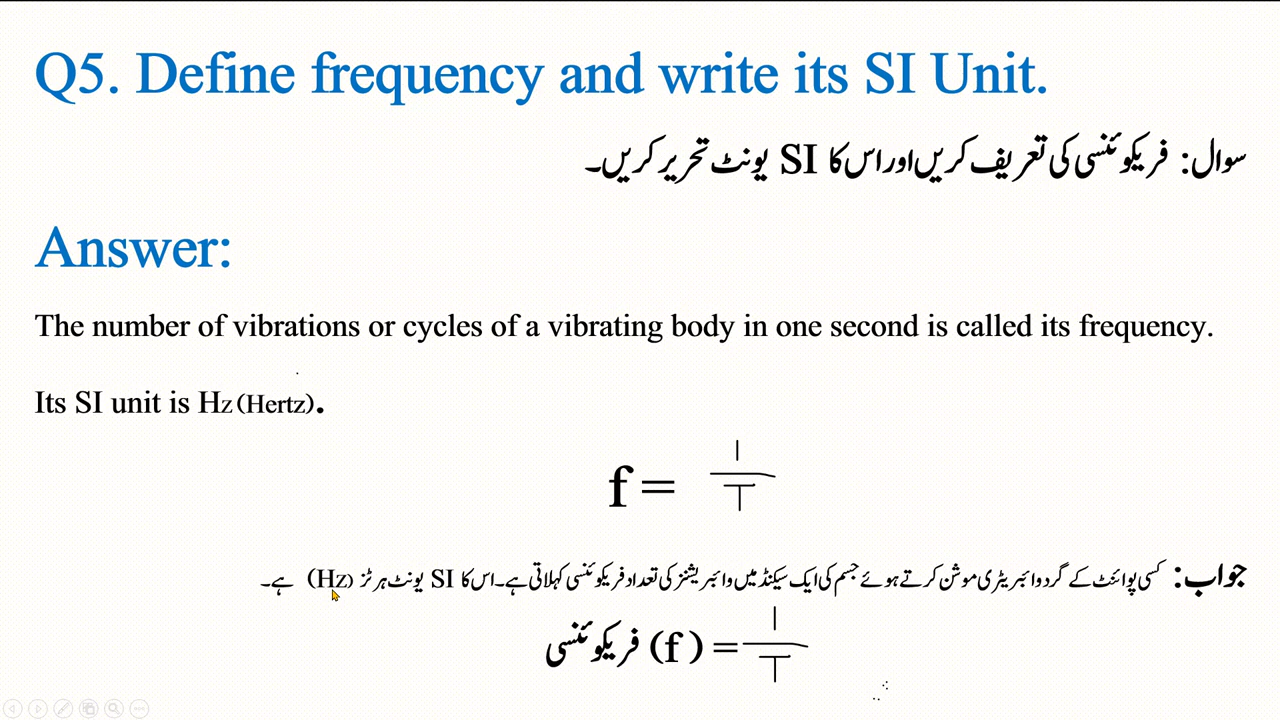 Q5. Define frequency and write its SI Unit.
سوال: فریکوئنسی کی تعریف کریں اور اس کا SI یونٹ تحریر کریں۔
Answer:
The number of vibrations or cycles of a vibrating body in one second is called its frequency.
Its SI unit is Hz (Hertz).
f = 1/T
جواب: کسی پوائنٹ کے گرد وائبریٹری موشن کرتے ہوئے جسم کی ایک سیکنڈ میں وائبریشنز کی تعداد فریکوئنسی کہلاتی ہے۔ اس کا SI یونٹ ہرٹز (Hz) ہے۔
فریکوئنسی (f) = 1/T